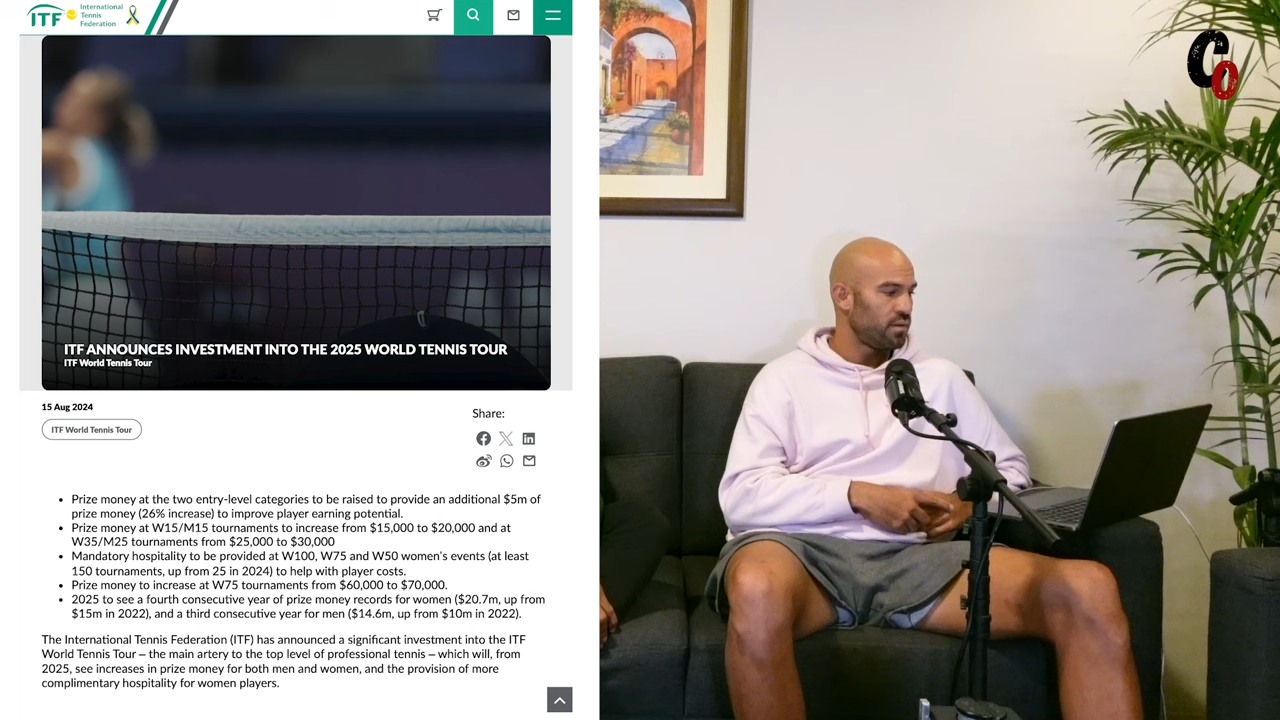 ITF
International
Tennis
Federation
CO
ITF ANNOUNCES INVESTMENT INTO THE 2025 WORLD TENNIS TOUR
ITF World Tennis Tour
15 Aug 2024
Share:
ITF World Tennis Tour
• Prize money at the two entry-level categories to be raised to provide an additional $5m of
prize money (26% increase) to improve player earning potential.
• Prize money at W15/M15 tournaments to increase from $15,000 to $20,000 and at
W35/M25 tournaments from $25,000 to $30,000
• Mandatory hospitality to be provided at W100, W75 and W50 women's events (at least
150 tournaments, up from 25 in 2024) to help with player costs.
• Prize money to increase at W75 tournaments from $60,000 to $70,000.
• 2025 to see a fourth consecutive year of prize money records for women ($20.7m, up from
$15m in 2022), and a third consecutive year for men ($14.6m, up from $10m in 2022).
The International Tennis Federation (ITF) has announced a significant investment into the ITF
World Tennis Tour – the main artery to the top level of professional tennis – which will, from
2025, see increases in prize money for both men and women, and the provision of more
complimentary hospitality for women players.